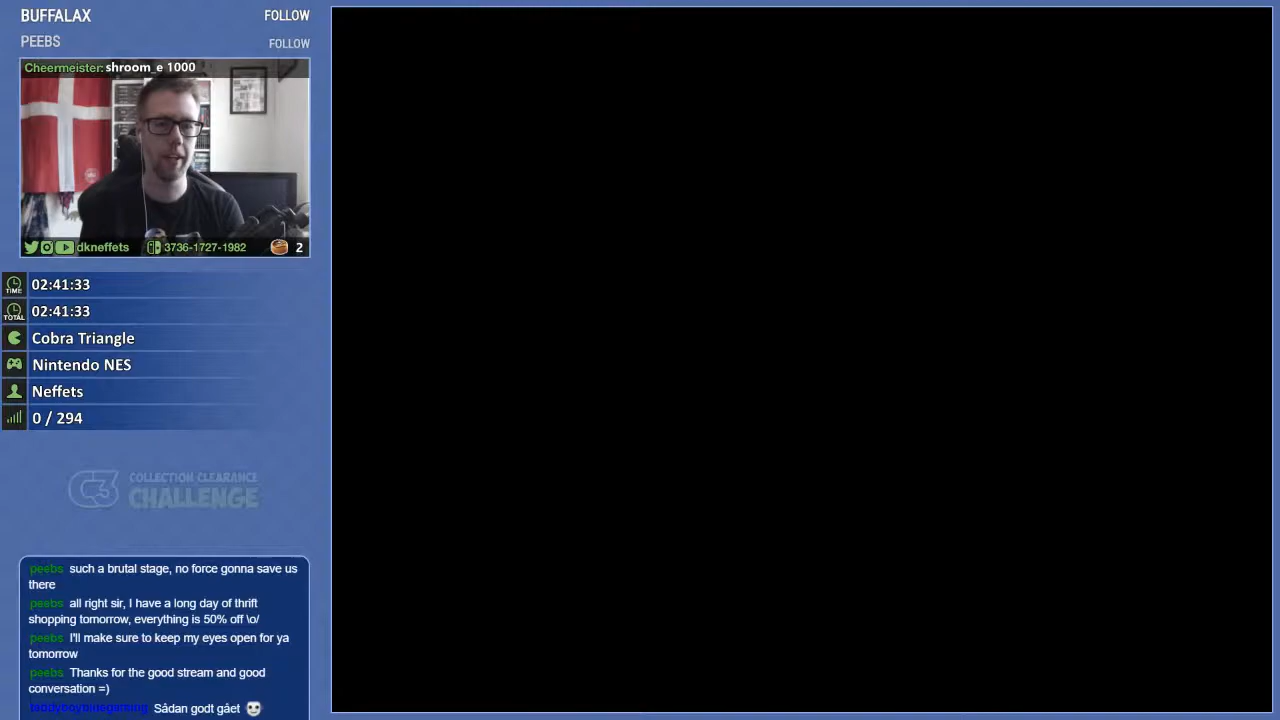 BUFFALAX FOLLOW
PEEBS FOLLOW
Cheermeister: shroom_e 1000
dkneffets 3736-1727-1982 2
TIME 02:41:33
TOTAL 02:41:33
Cobra Triangle
Nintendo NES
Neffets
0 / 294
C3 COLLECTION CLEARANCE
CHALLENGE
peebs such a brutal stage, no force gonna save us
there
peebs all right sir, I have a long day of thrift
shopping tomorrow, everything is 50% off \o/
peebs I'll make sure to keep my eyes open for ya
tomorrow
peebs Thanks for the good stream and good
conversation =)
teddyboybluegaming Sådan godt gået